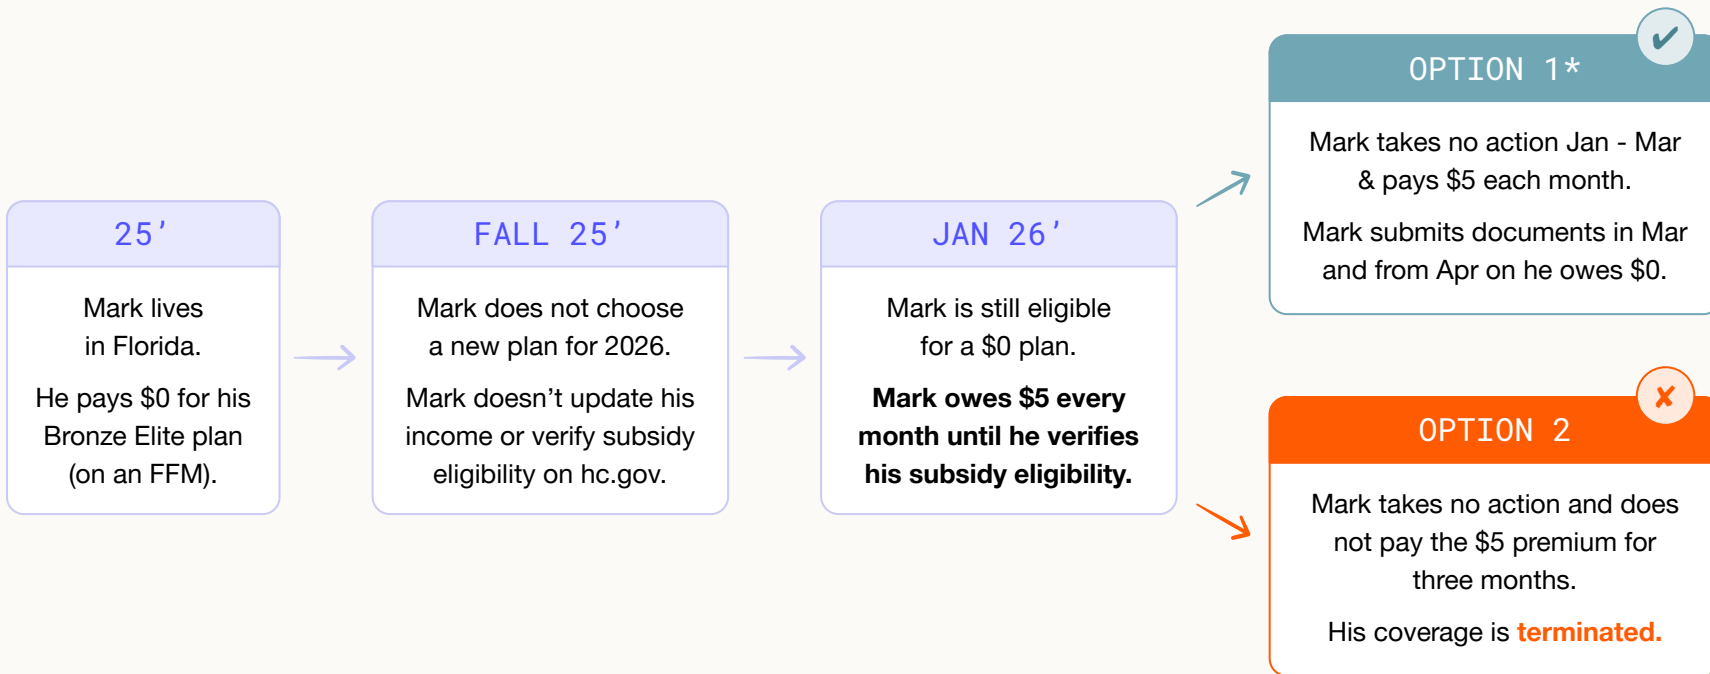 25’
Mark lives
in Florida.
He pays $0 for his
Bronze Elite plan
(on an FFM).
FALL 25’
Mark does not choose
a new plan for 2026.
Mark doesn’t update his
income or verify subsidy
eligibility on hc.gov.
JAN 26’
Mark is still eligible
for a $0 plan.
Mark owes $5 every
month until he verifies
his subsidy eligibility.
OPTION 1*
Mark takes no action Jan - Mar
& pays $5 each month.
Mark submits documents in Mar
and from Apr on he owes $0.
OPTION 2
Mark takes no action and does
not pay the $5 premium for
three months.
His coverage is terminated.